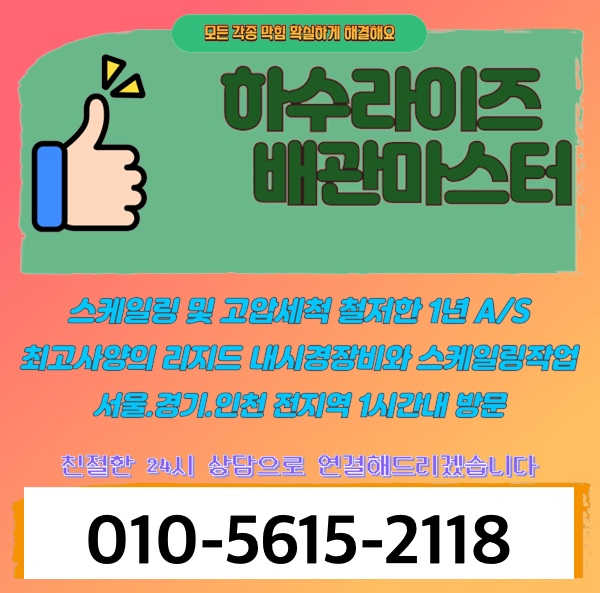 모든 각종 막힘 확실하게 해결해요
하수라이즈
배관마스터
스케일링 및 고압세척 철저한 1년 A/S
최고사양의 리지드 내시경장비와 스케일링작업
서울.경기.인천 전지역 1시간내 방문
친절한 24시 상담으로 연결해드리겠습니다
010-5615-2118